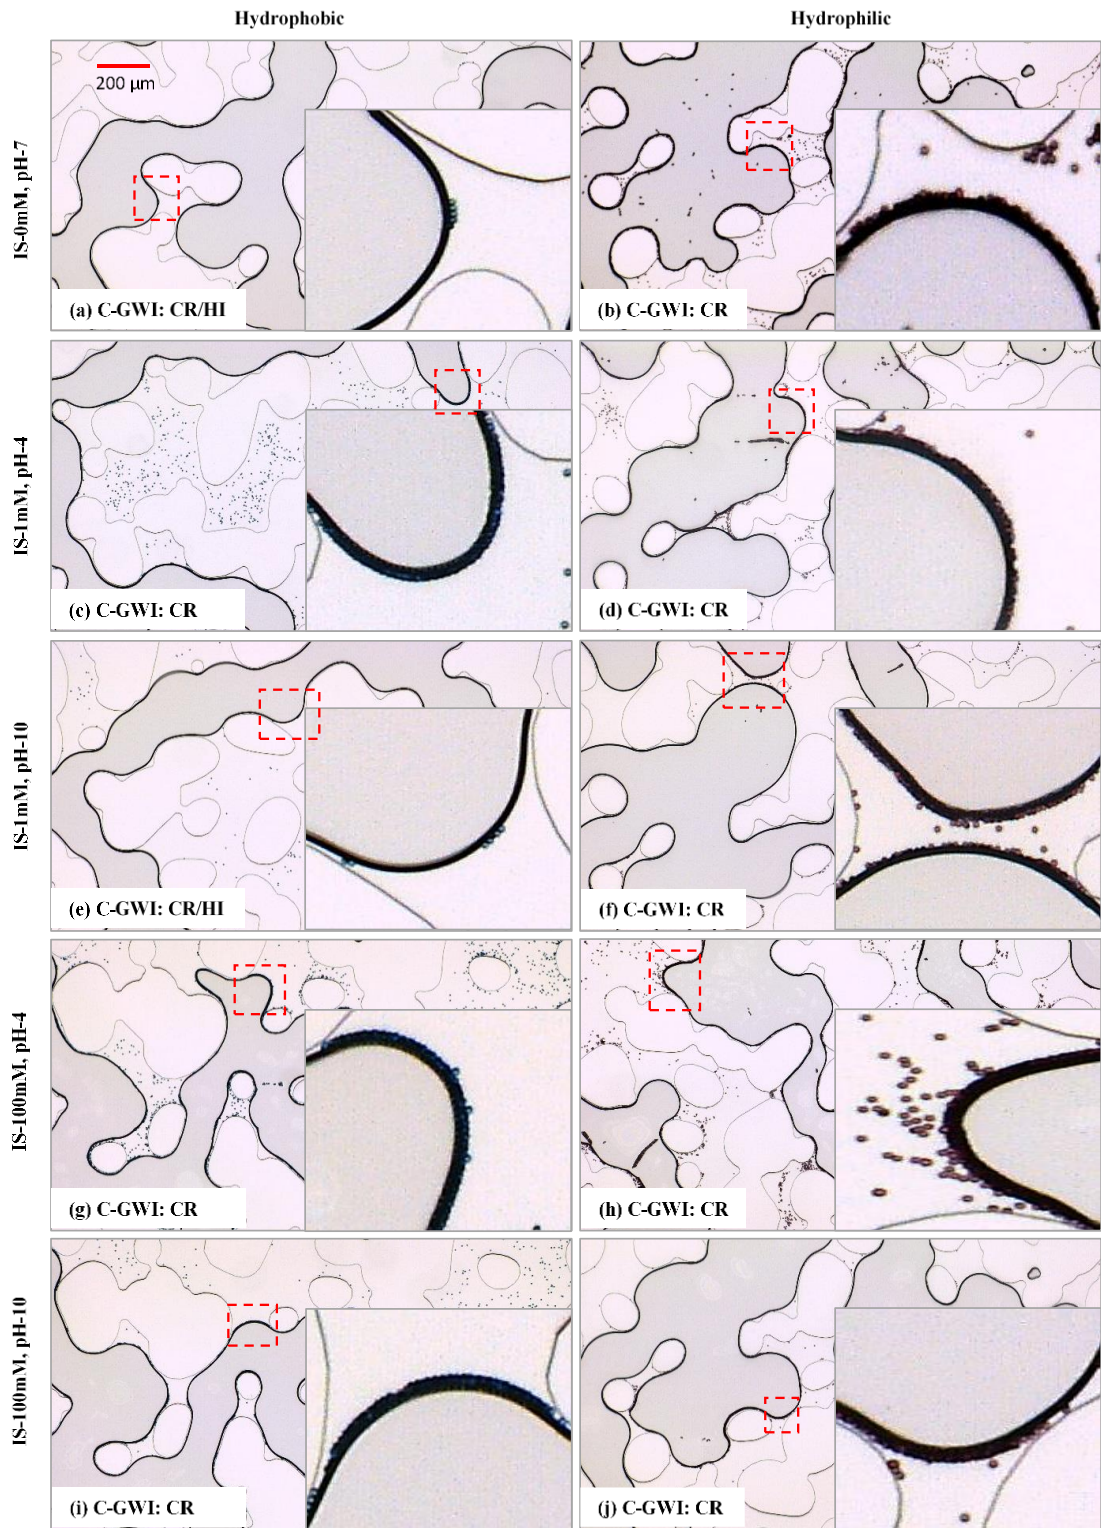 Hydrophobic
Hydrophilic
IS-0mM, pH-7
200 µm
(a) C-GWI: CR/HI
(b) C-GWI: CR
IS-1mM, pH-4
(c) C-GWI: CR
(d) C-GWI: CR
IS-1mM, pH-10
(e) C-GWI: CR/HI
(f) C-GWI: CR
IS-100mM, pH-4
(g) C-GWI: CR
(h) C-GWI: CR
IS-100mM, pH-10
(i) C-GWI: CR
(j) C-GWI: CR